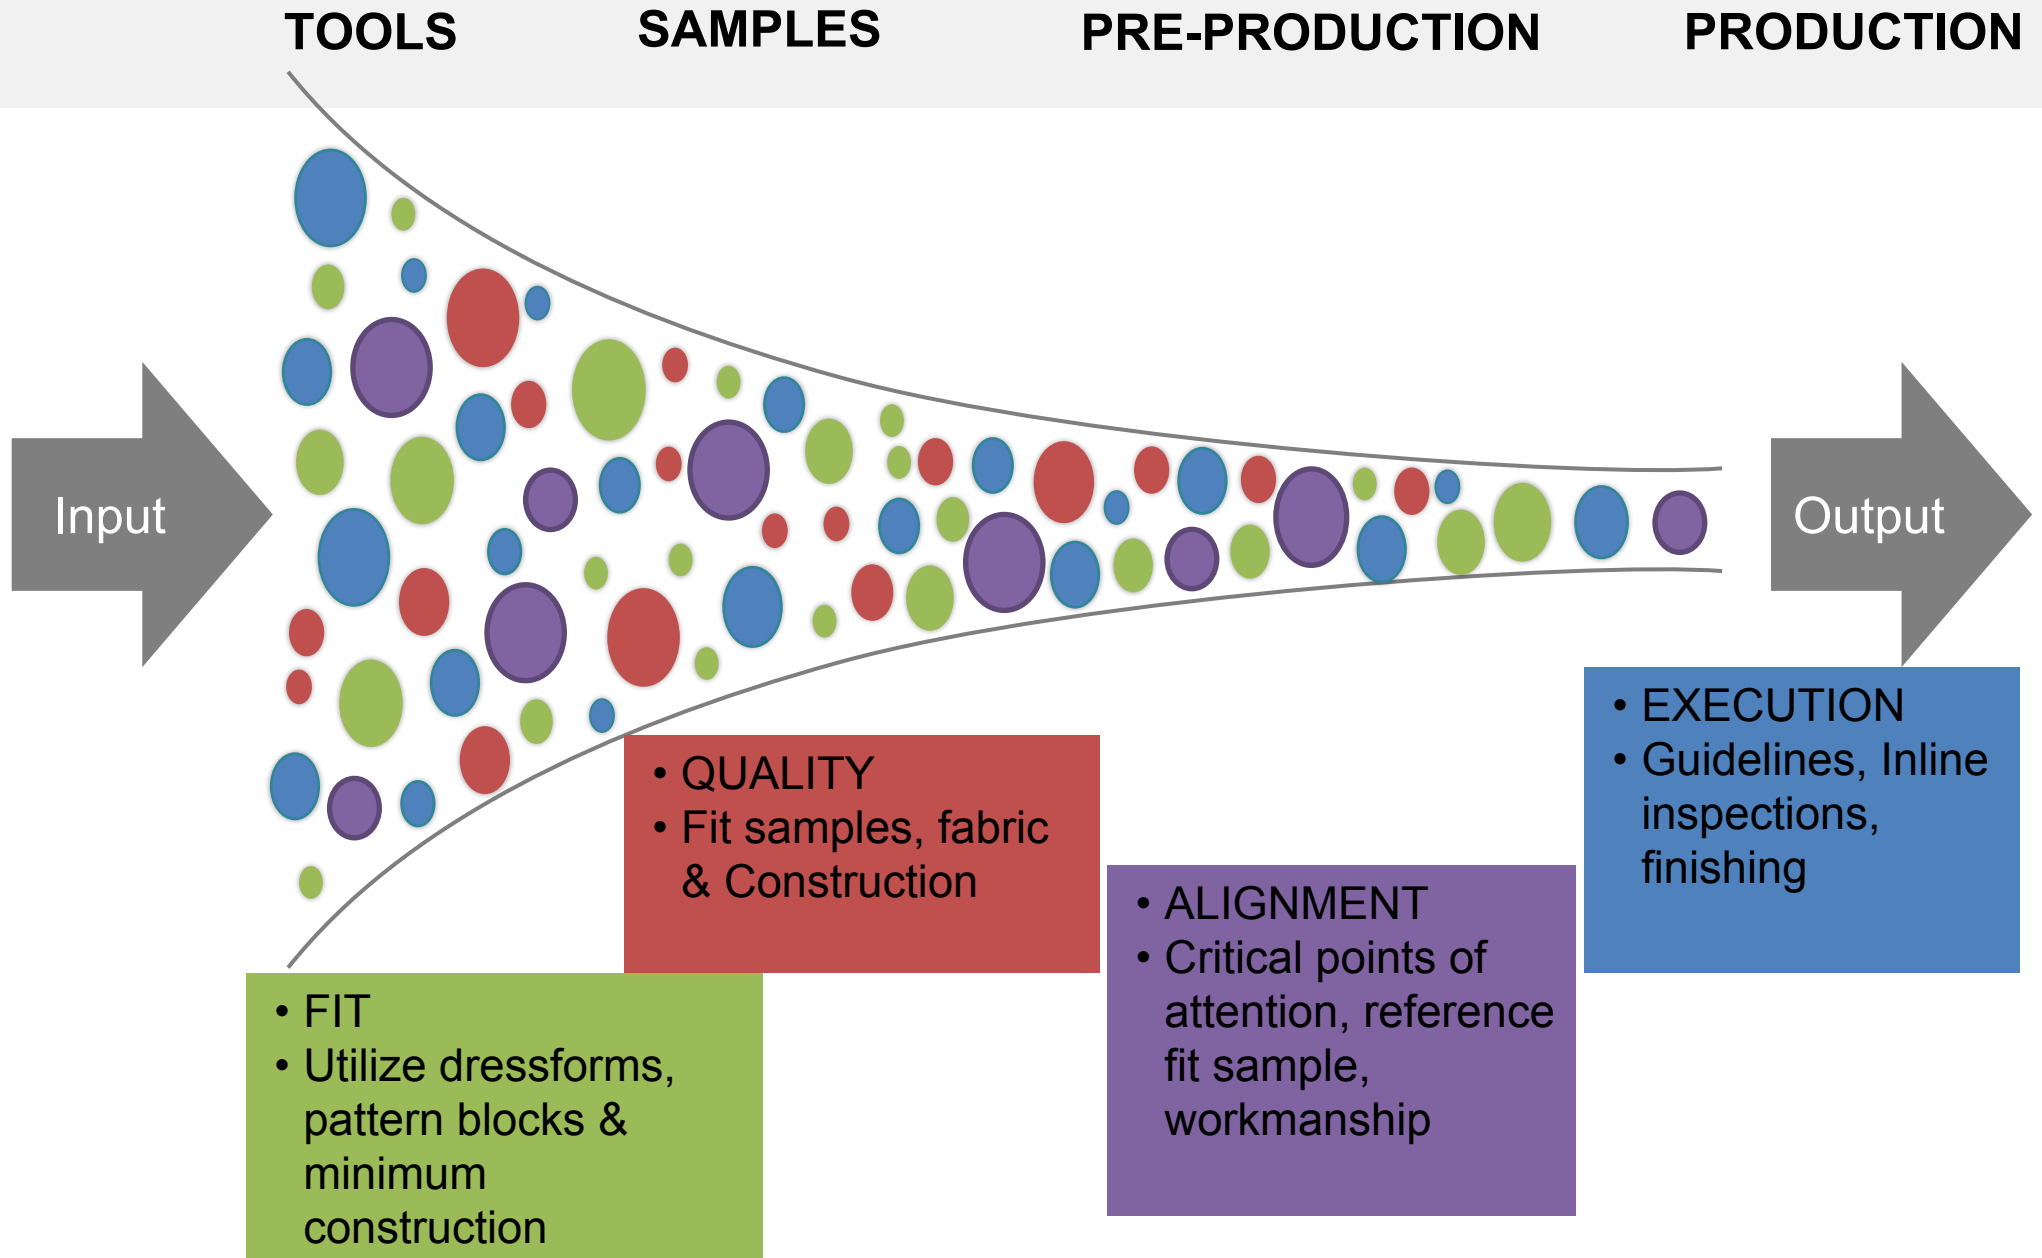 TOOLS SAMPLES PRE-PRODUCTION PRODUCTION
Input
Output
• EXECUTION
• Guidelines, Inline
inspections,
finishing
• QUALITY
• Fit samples, fabric
& Construction
• ALIGNMENT
• Critical points of
attention, reference
fit sample,
workmanship
• FIT
• Utilize dressforms,
pattern blocks &
minimum
construction